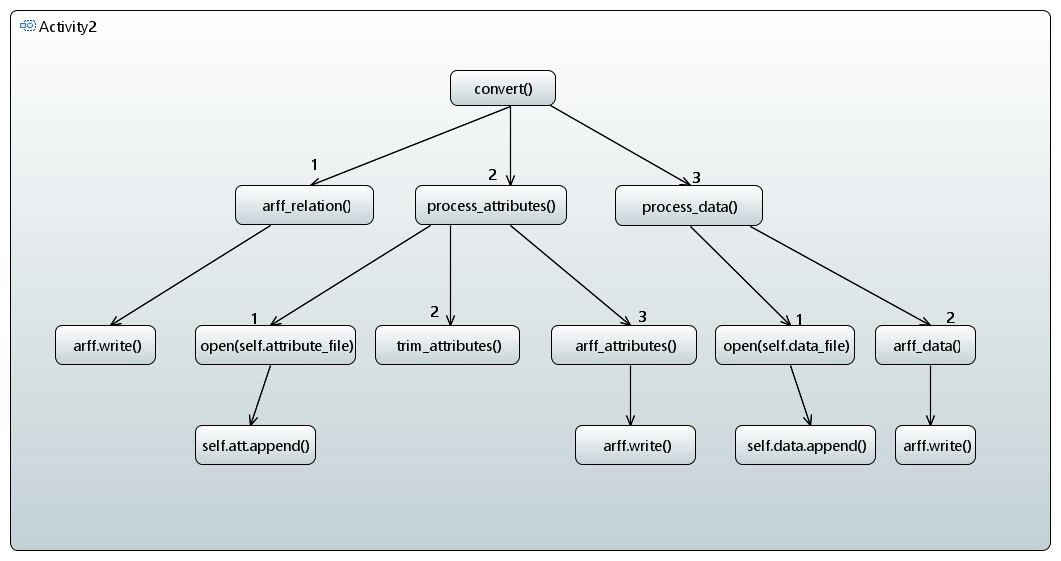 Activity2
convert()
1
2
3
arff_relation()
process_attributes()
process_data()
1
2
3
1
2
arff.write()
open(self.attribute_file)
trim_attributes()
arff_attributes()
open(self.data_file)
arff_data()
self.att.append()
arff.write()
self.data.append()
arff.write()